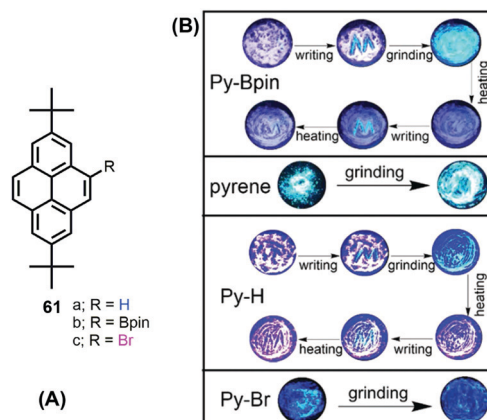 (B)
Py-Bpin
writing
grinding
heating
writing
heating
pyrene
grinding
Py-H
writing
grinding
heating
writing
heating
Py-Br
grinding
R
61 a; R = H
b; R = Bpin
c; R = Br
(A)